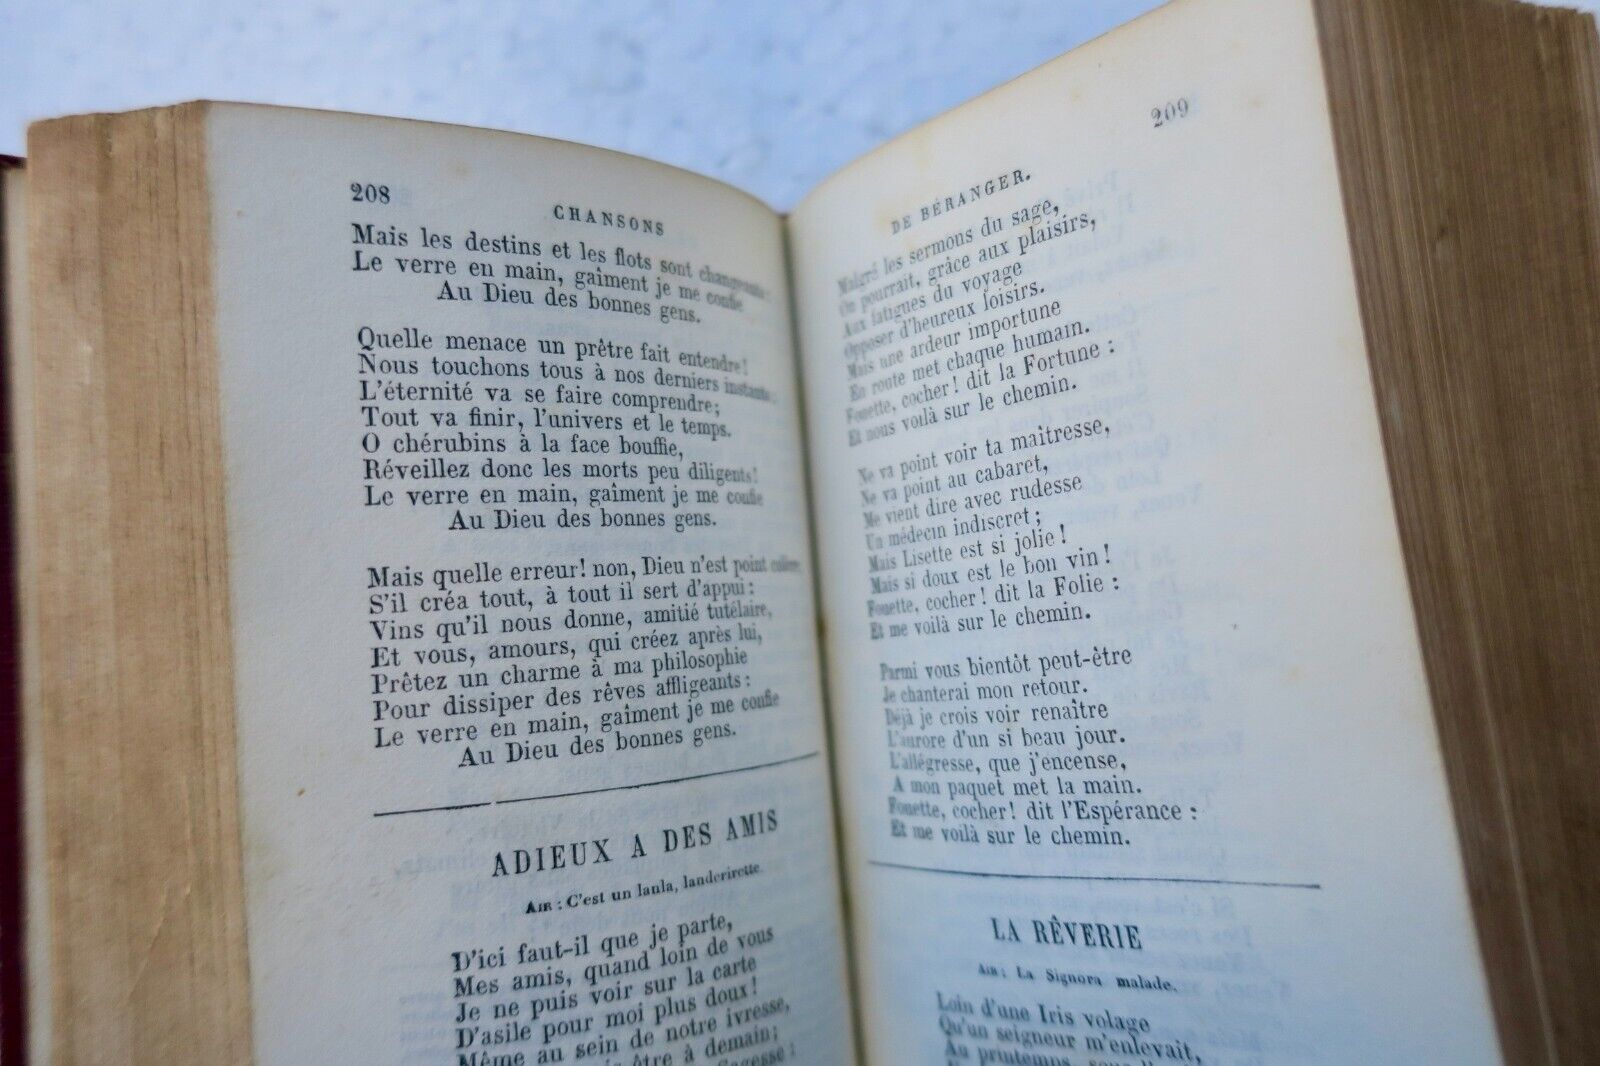 208
CHANSONS
Mais les destins et les flots sont changeants:
Le verre en main, gaîment je me confie
Au Dieu des bonnes gens.
Quelle menace un prêtre fait entendre!
Nous touchons tous à nos derniers instants:
L'éternité va se faire comprendre;
Tout va finir, l'univers et le temps.
O chérubins à la face bouffie,
Réveillez donc les morts peu diligents!
Le verre en main, gaîment je me confie
Au Dieu des bonnes gens.
Mais quelle erreur! non, Dieu n'est point colère;
S'il créa tout, à tout il sert d'appui:
Vins qu'il nous donne, amitié tutélaire,
Et vous, amours, qui créez après lui,
Prêtez un charme à ma philosophie
Pour dissiper des rêves affligeants:
Le verre en main, gaîment je me confie
Au Dieu des bonnes gens.
ADIEUX A DES AMIS
AIR : C'est un lanla, landerirette.
D'ici faut-il que je parte,
Mes amis, quand loin de vous
Je ne puis voir sur la carte
D'asile pour moi plus doux!
Même au sein de notre ivresse,
être à demain;
Sagesse :
209
DE BÉRANGER.
Malgré les sermons du sage,
On pourrait, grâce aux plaisirs,
Aux fatigues du voyage
Opposer d'heureux loisirs.
Mais une ardeur importune
En route met chaque humain.
Fouette, cocher! dit la Fortune :
Et nous voilà sur le chemin.
Ne va point voir ta maîtresse,
Ne va point au cabaret,
Me vient dire avec rudesse
Un médecin indiscret;
Mais Lisette est si jolie!
Mais si doux est le bon vin!
Fouette, cocher! dit la Folie :
Et me voilà sur le chemin.
Parmi vous bientôt peut-être
Je chanterai mon retour.
Déjà je crois voir renaître
L'aurore d'un si beau jour.
L'allégresse, que j'encense,
A mon paquet met la main.
Fouette, cocher! dit l'Espérance :
Et me voilà sur le chemin.
LA RÊVERIE
AIR: La Signora malade.
Loin d'une Iris volage
Qu'un seigneur m'enlevait,
Au printemps,